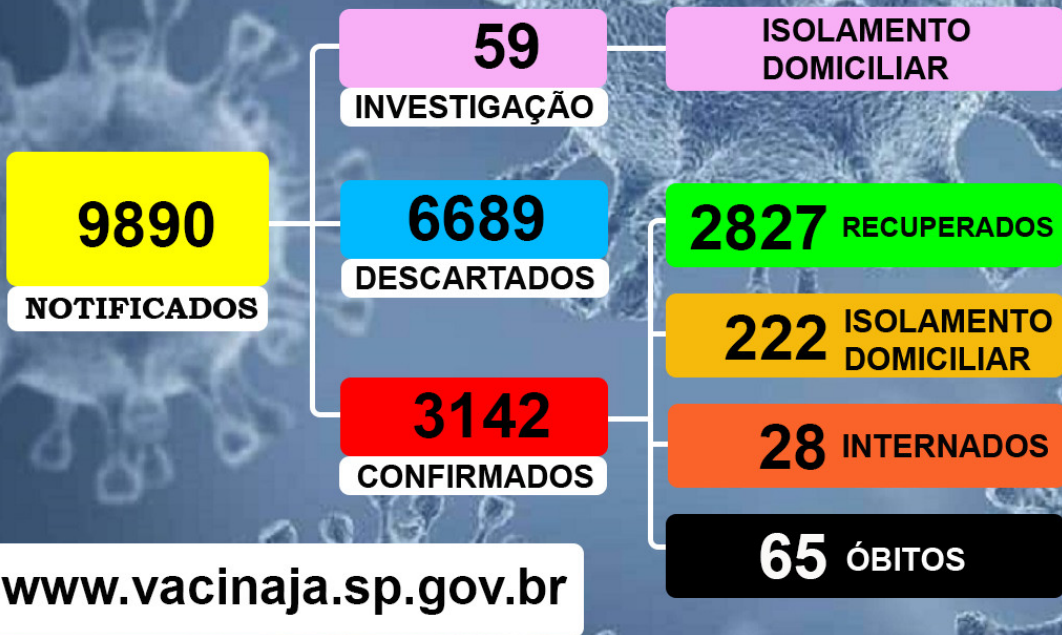 59
INVESTIGAÇÃO
ISOLAMENTO
DOMICILIAR
9890
NOTIFICADOS
6689
DESCARTADOS
3142
CONFIRMADOS
2827 RECUPERADOS
222 ISOLAMENTO
DOMICILIAR
28 INTERNADOS
65 ÓBITOS
www.vacinaja.sp.gov.br